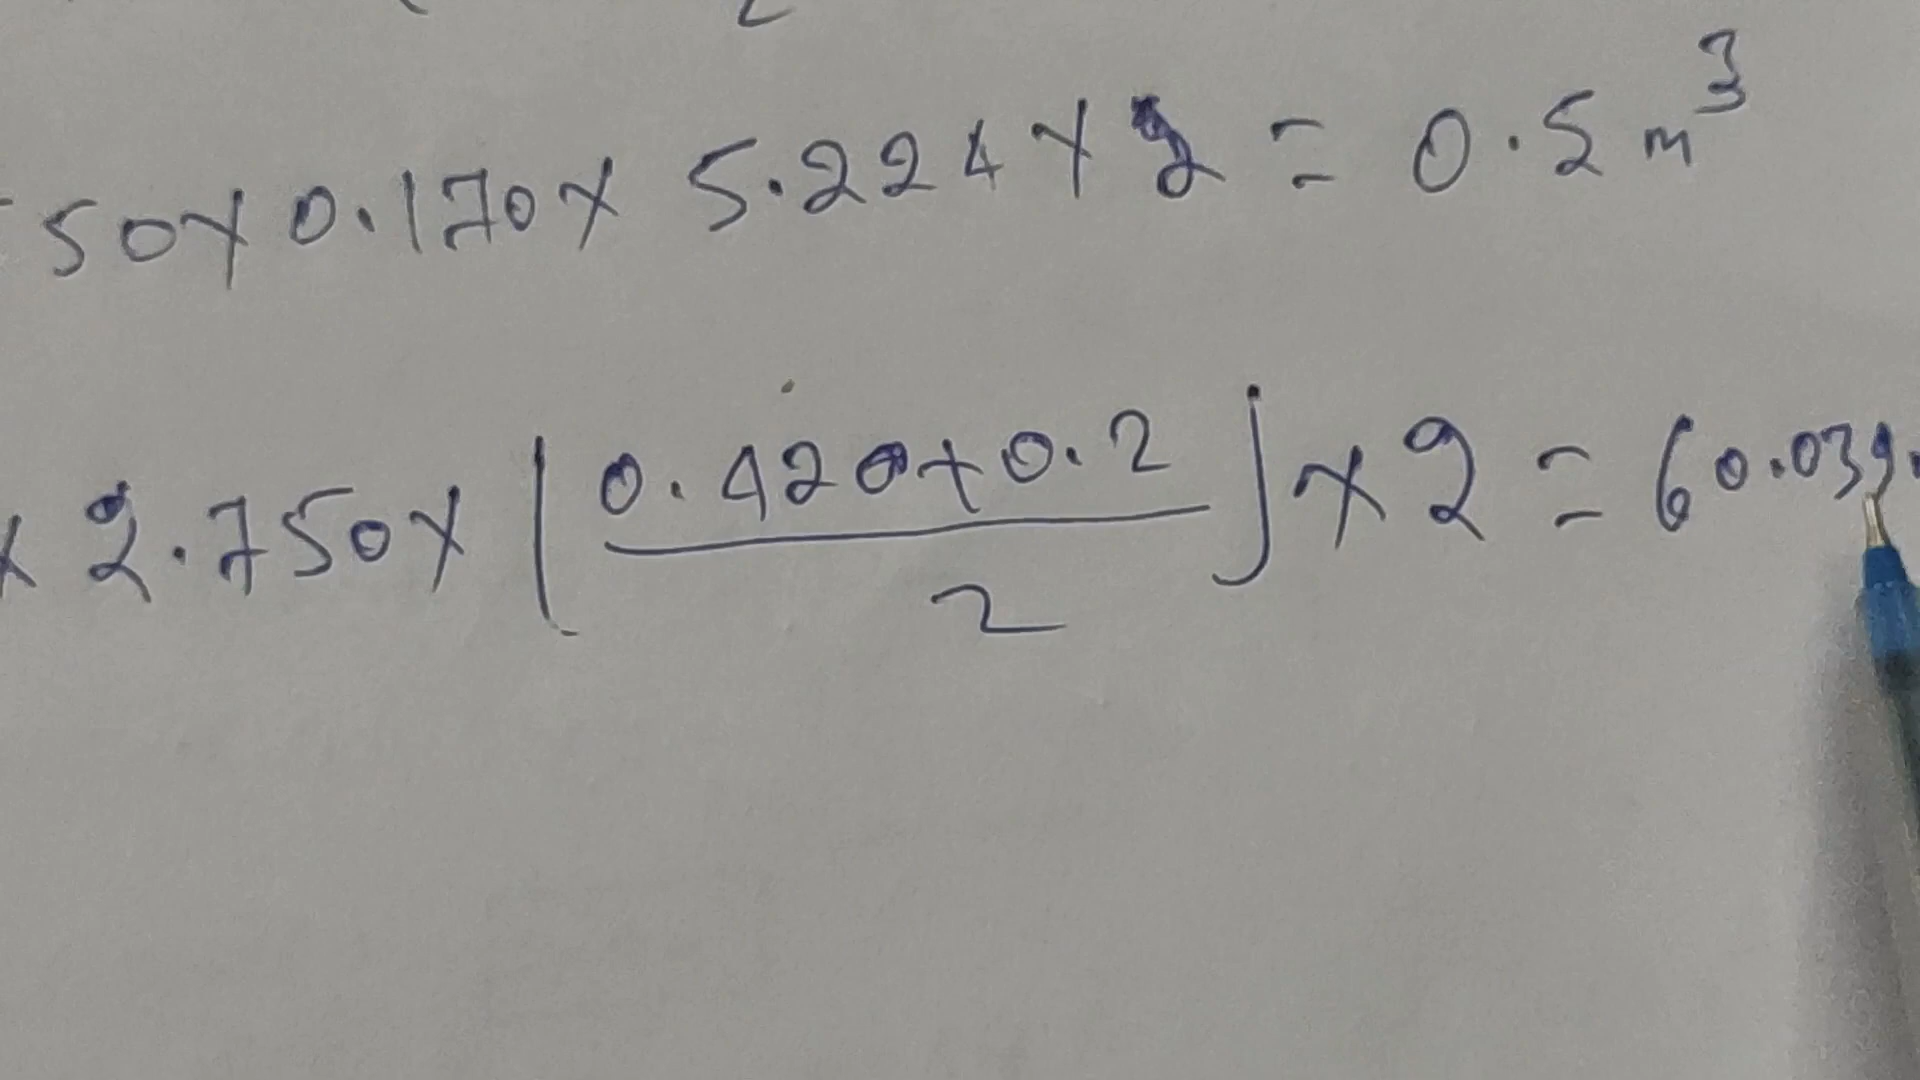 50x0.170x 5.224x2 = 0.5 m³
x 2.750x [0.420+0.2/2] x2 = 60.039